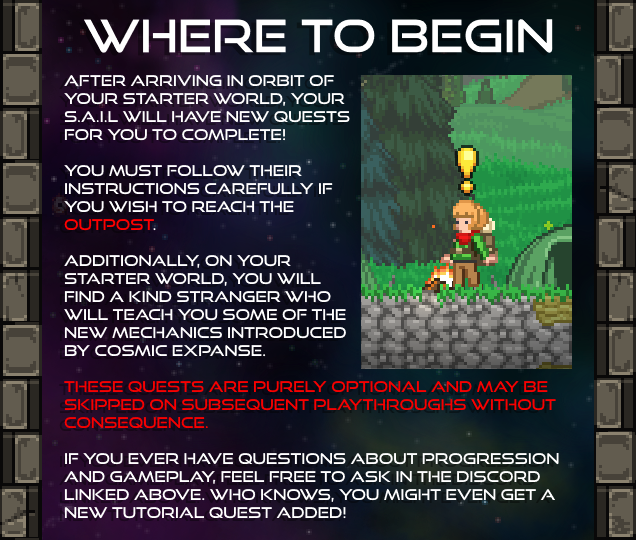 WHERE TO BEGIN
AFTER ARRIVING IN ORBIT OF
YOUR STARTER WORLD, YOUR
S.A.I.L WILL HAVE NEW QUESTS
FOR YOU TO COMPLETE!
YOU MUST FOLLOW THEIR
INSTRUCTIONS CAREFULLY IF
YOU WISH TO REACH THE
OUTPOST.
ADDITIONALLY, ON YOUR
STARTER WORLD, YOU WILL
FIND A KIND STRANGER WHO
WILL TEACH YOU SOME OF THE
NEW MECHANICS INTRODUCED
BY COSMIC EXPANSE.
THESE QUESTS ARE PURELY OPTIONAL AND MAY BE
SKIPPED ON SUBSEQUENT PLAYTHROUGHS WITHOUT
CONSEQUENCE.
IF YOU EVER HAVE QUESTIONS ABOUT PROGRESSION
AND GAMEPLAY, FEEL FREE TO ASK IN THE DISCORD
LINKED ABOVE. WHO KNOWS, YOU MIGHT EVEN GET A
NEW TUTORIAL QUEST ADDED!